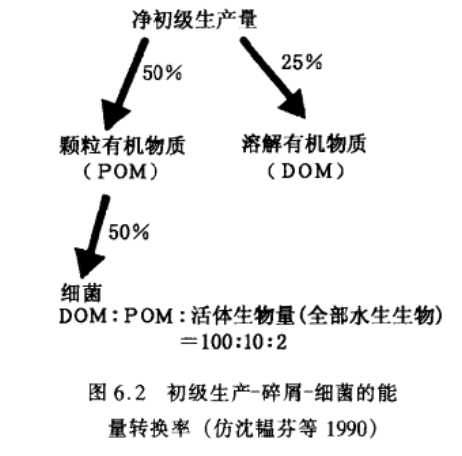 净初级生产量
50%
25%
颗粒有机物质
(POM)
溶解有机物质
(DOM)
50%
细菌
DOM:POM:活体生物量(全部水生生物)
=100:10:2
图 6.2 初级生产-碎屑-细菌的能
量转换率（仿沈韫芬等 1990）